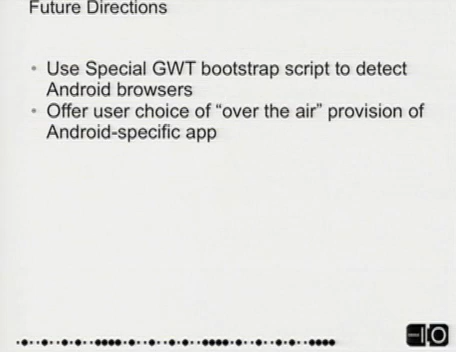 Future Directions
• Use Special GWT bootstrap script to detect
Android browsers
• Offer user choice of “over the air” provision of
Android-specific app
IO